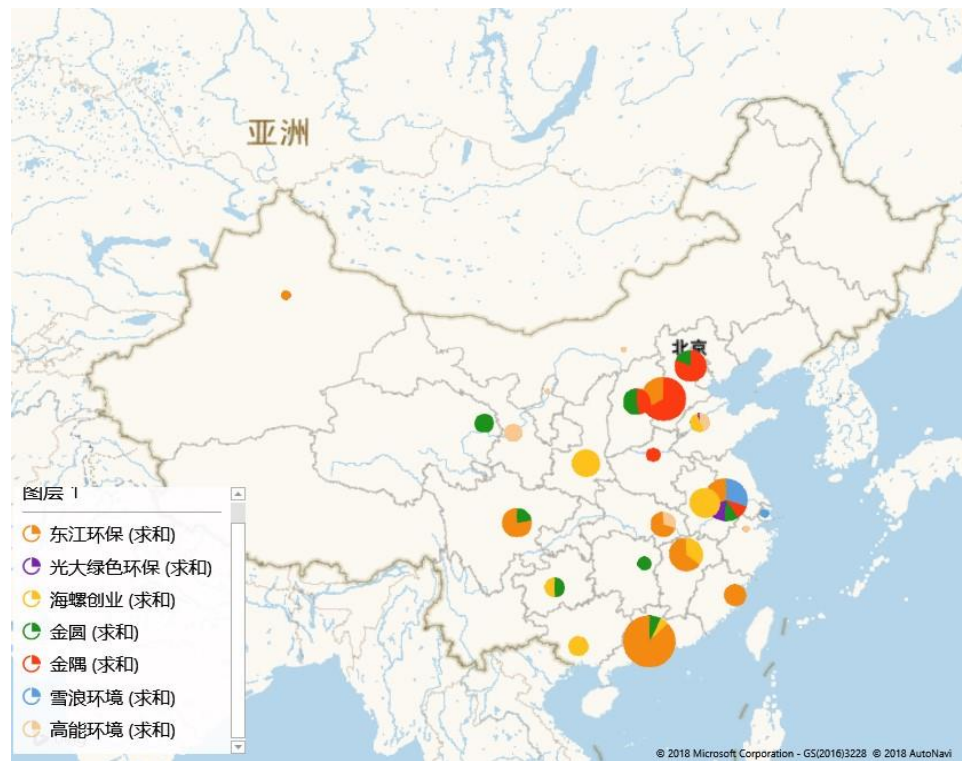 亚洲
北京
图层 1
东江环保 (求和)
光大绿色环保 (求和)
海螺创业 (求和)
金圆 (求和)
金隅 (求和)
雪浪环境 (求和)
高能环境 (求和)
© 2018 Microsoft Corporation - GS(2016)3228 © 2018 AutoNavi